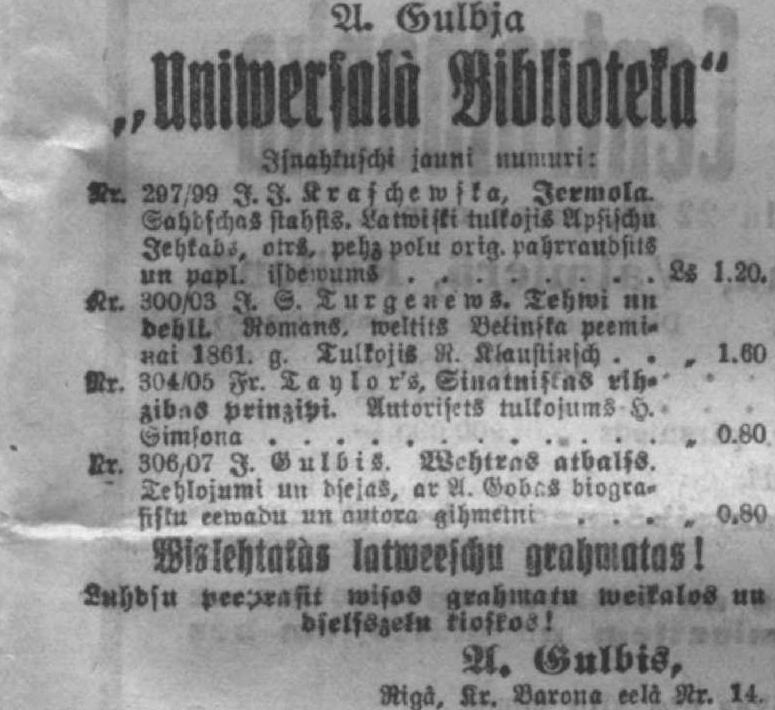 A. Gulbja
„Uniwersalà Biblioteka“
Isnahkuschi jauni numuri:
Nr. 297/99 J. J. Kraschewska, Jermola.
Sahdschas stahsts. Latwiski tulkojis Apsischu
Jehkabs, otrs, pehz polu orig. pahrraudsits
un papl. isdewums . . . . . . . . Ls 1.20.
Nr. 300/03 J. S. Turgenews. Tehwi un
dehli. Romans, weltits Belinska peemi-
nai 1861. g. Tulkojis R. Klaustinsch . . „ 1.60
Nr. 304/05 Fr. Taylor's, Sinatniskas rih-
zibas prinzipi. Autorisets tulkojums H.
Simsona . . . . . . . . . . . . . „ 0.80
Nr. 306/07 J. Gulbis. Wehtras atbalss.
Tehlojumi un dsejas, ar A. Gobas biogra-
fisku eewadu un autora gihmetni . . . „ 0.80
Wislehtakàs latweeschu grahmatas!
Luhdsu peeprasit wisos grahmatu weikalos un
dselszelu kioskos!
A. Gulbis,
Rigâ, Kr. Barona eelâ Nr. 14.